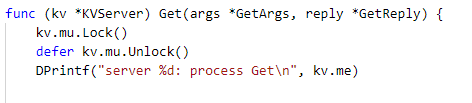 func (kv *KVServer) Get(args *GetArgs, reply *GetReply) {
    kv.mu.Lock()
    defer kv.mu.Unlock()
    DPrintf("server %d: process Get\n", kv.me)